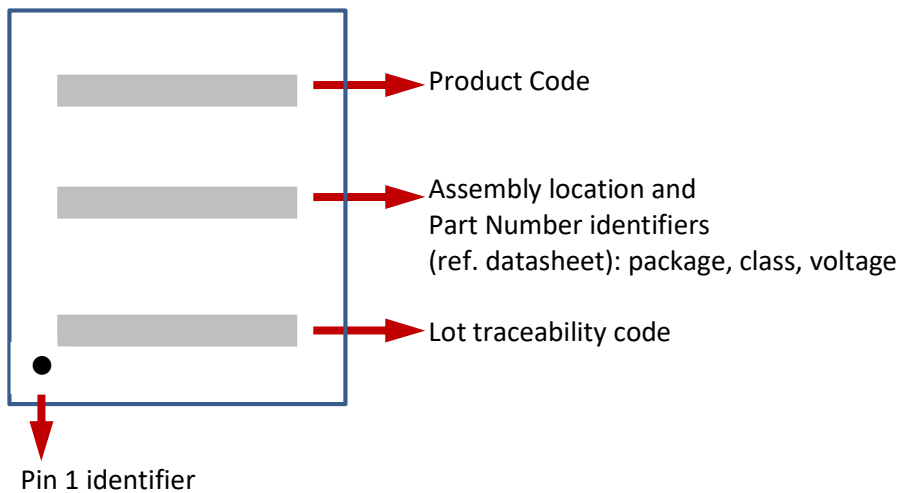 Product Code
Assembly location and
Part Number identifiers
(ref. datasheet): package, class, voltage
Lot traceability code
Pin 1 identifier